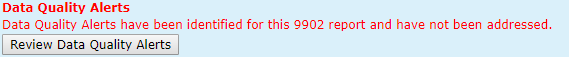 Data Quality Alerts
Data Quality Alerts have been identified for this 9902 report and have not been addressed.
Review Data Quality Alerts